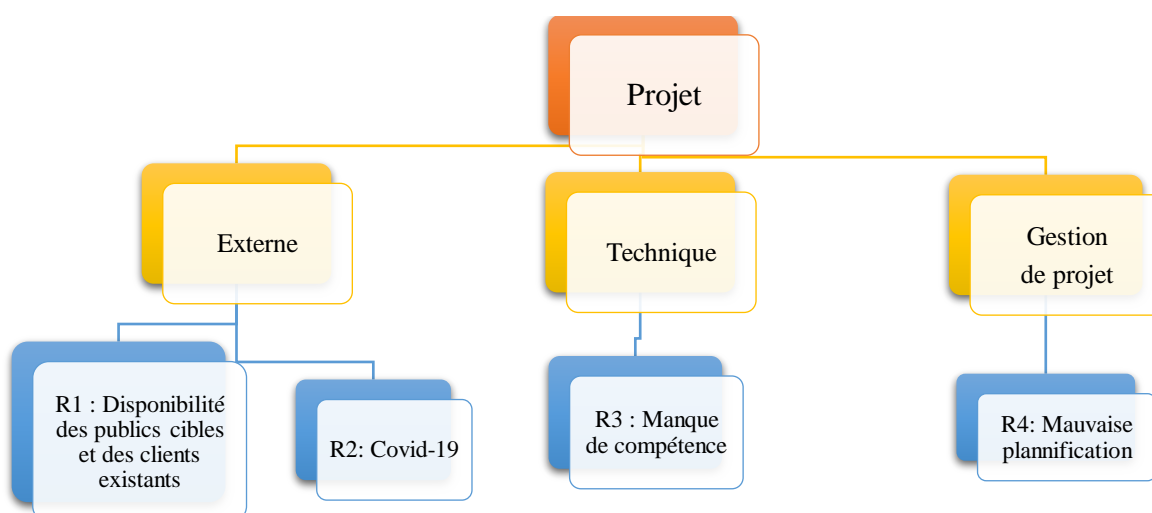 Projet
Externe
Technique
Gestion
de projet
R1 : Disponibilité
des publics cibles
et des clients
existants
R2: Covid-19
R3 : Manque
de compétence
R4: Mauvaise
plannification